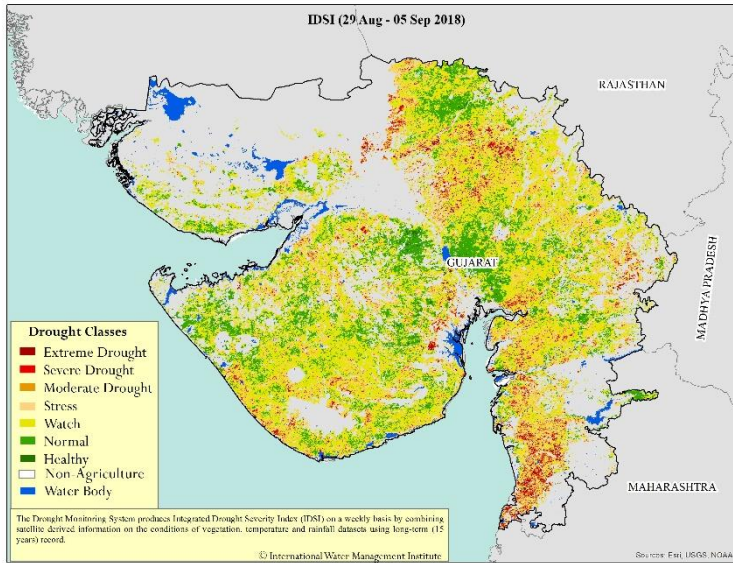 IDSI (29 Aug - 05 Sep 2018)
RAJASTHAN
GUJARAT
MADHYA PRADESH
MAHARASHTRA
Drought Classes
Extreme Drought
Severe Drought
Moderate Drought
Stress
Watch
Normal
Healthy
Non-Agriculture
Water Body
The Drought Monitoring System produces Integrated Drought Severity Index (IDSI) on a weekly basis by combining
satellite derived information on the conditions of vegetation, temperature and rainfall datasets using long-term (15
years) record.
© International Water Management Institute
Sources: Esri, USGS, NOAA